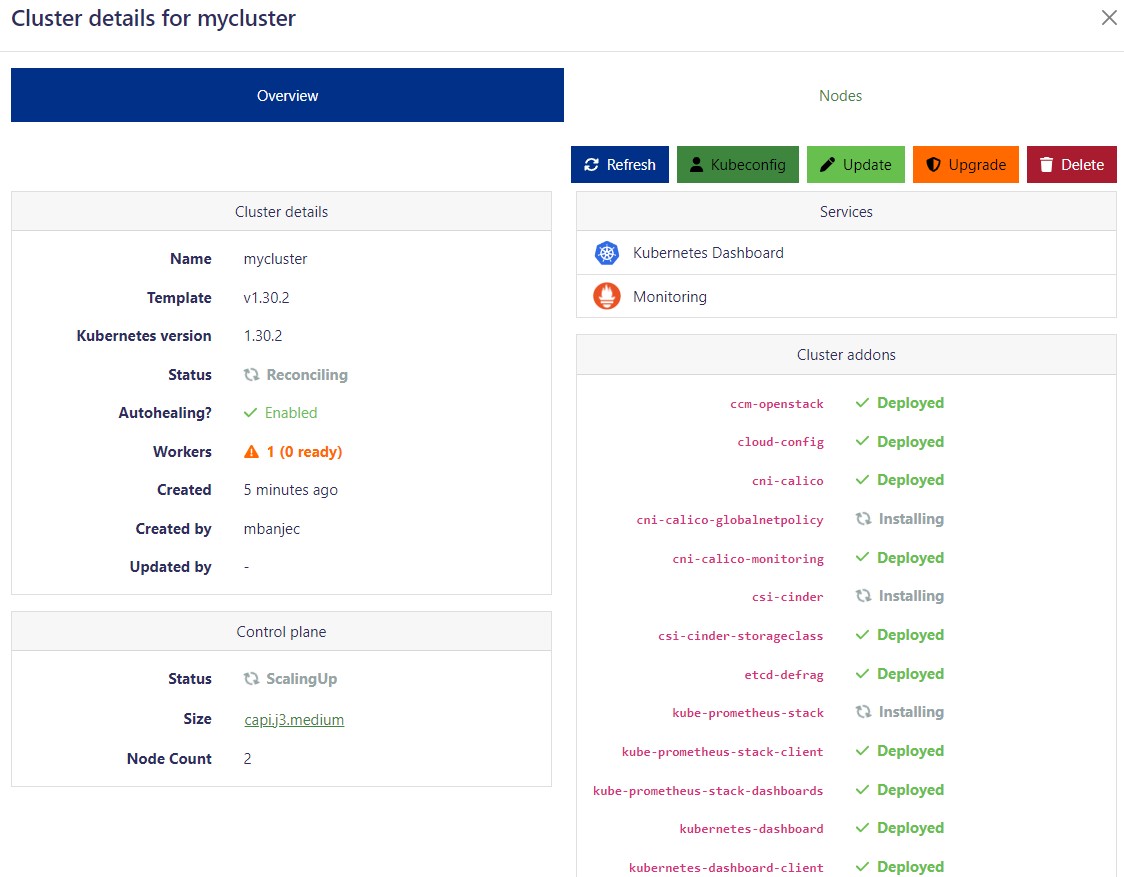 Cluster details for mycluster
Overview
Nodes
Refresh
Kubeconfig
Update
Upgrade
Delete
Cluster details
Name mycluster
Template v1.30.2
Kubernetes version 1.30.2
Status Reconciling
Autohealing? Enabled
Workers 1 (0 ready)
Created 5 minutes ago
Created by mbanjec
Updated by -
Control plane
Status ScalingUp
Size capi.j3.medium
Node Count 2
Services
Kubernetes Dashboard
Monitoring
Cluster addons
ccm-openstack Deployed
cloud-config Deployed
cni-calico Deployed
cni-calico-globalnetpolicy Installing
cni-calico-monitoring Deployed
csi-cinder Installing
csi-cinder-storageclass Deployed
etcd-defrag Deployed
kube-prometheus-stack Installing
kube-prometheus-stack-client Deployed
kube-prometheus-stack-dashboards Deployed
kubernetes-dashboard Deployed
kubernetes-dashboard-client Deployed